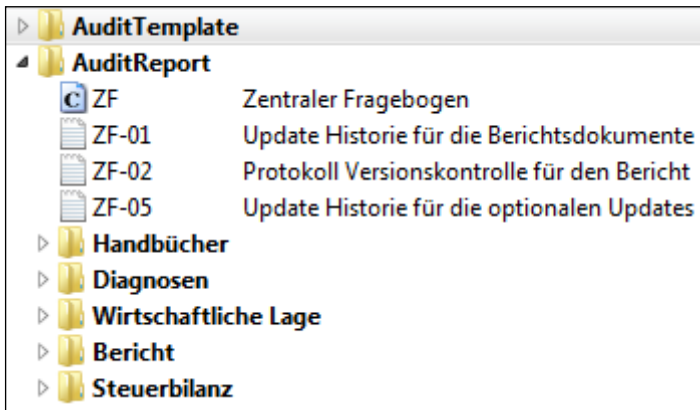 AuditTemplate
AuditReport
ZF Zentraler Fragebogen
ZF-01 Update Historie für die Berichtsdokumente
ZF-02 Protokoll Versionskontrolle für den Bericht
ZF-05 Update Historie für die optionalen Updates
Handbücher
Diagnosen
Wirtschaftliche Lage
Bericht
Steuerbilanz